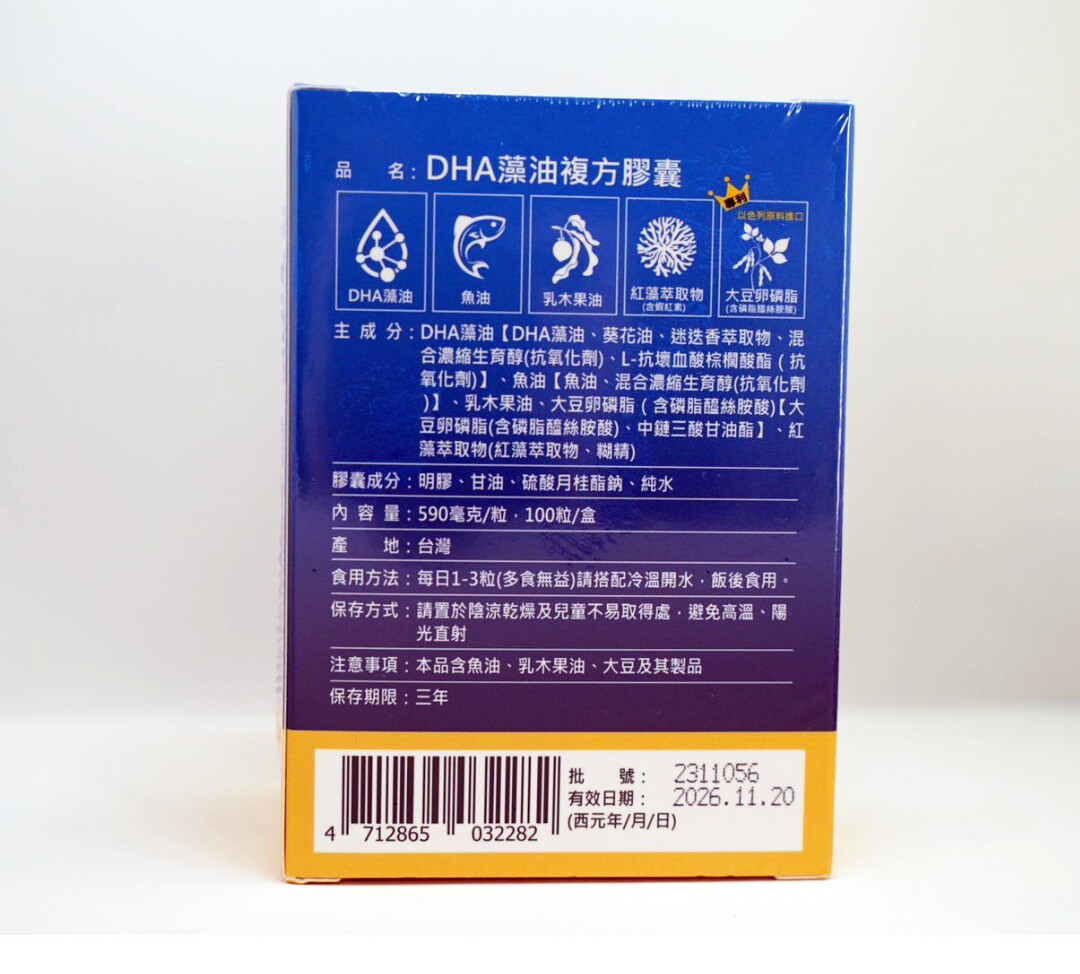 品 名：DHA藻油複方膠囊
專利
以色列原料進口
DHA藻油
魚油
乳木果油
紅藻萃取物
(含蝦紅素)
大豆卵磷脂
(含磷脂醯絲胺酸)
主成分：DHA藻油【DHA藻油、葵花油、迷迭香萃取物、混
合濃縮生育醇(抗氧化劑)、L-抗壞血酸棕櫚酸酯（抗
氧化劑)】、魚油【魚油、混合濃縮生育醇(抗氧化劑
)】、乳木果油、大豆卵磷脂（含磷脂醯絲胺酸)【大
豆卵磷脂(含磷脂醯絲胺酸)、中鏈三酸甘油酯】、紅
藻萃取物(紅藻萃取物、糊精)
膠囊成分：明膠、甘油、硫酸月桂酯鈉、純水
內容量：590毫克/粒，100粒/盒
產 地：台灣
食用方法：每日1-3粒(多食無益)請搭配冷溫開水，飯後食用。
保存方式：請置於陰涼乾燥及兒童不易取得處，避免高溫、陽
光直射
注意事項：本品含魚油、乳木果油、大豆及其製品
保存期限：三年
批 號： 2311056
有效日期： 2026.11.20
(西元年/月/日)
4 712865 032282